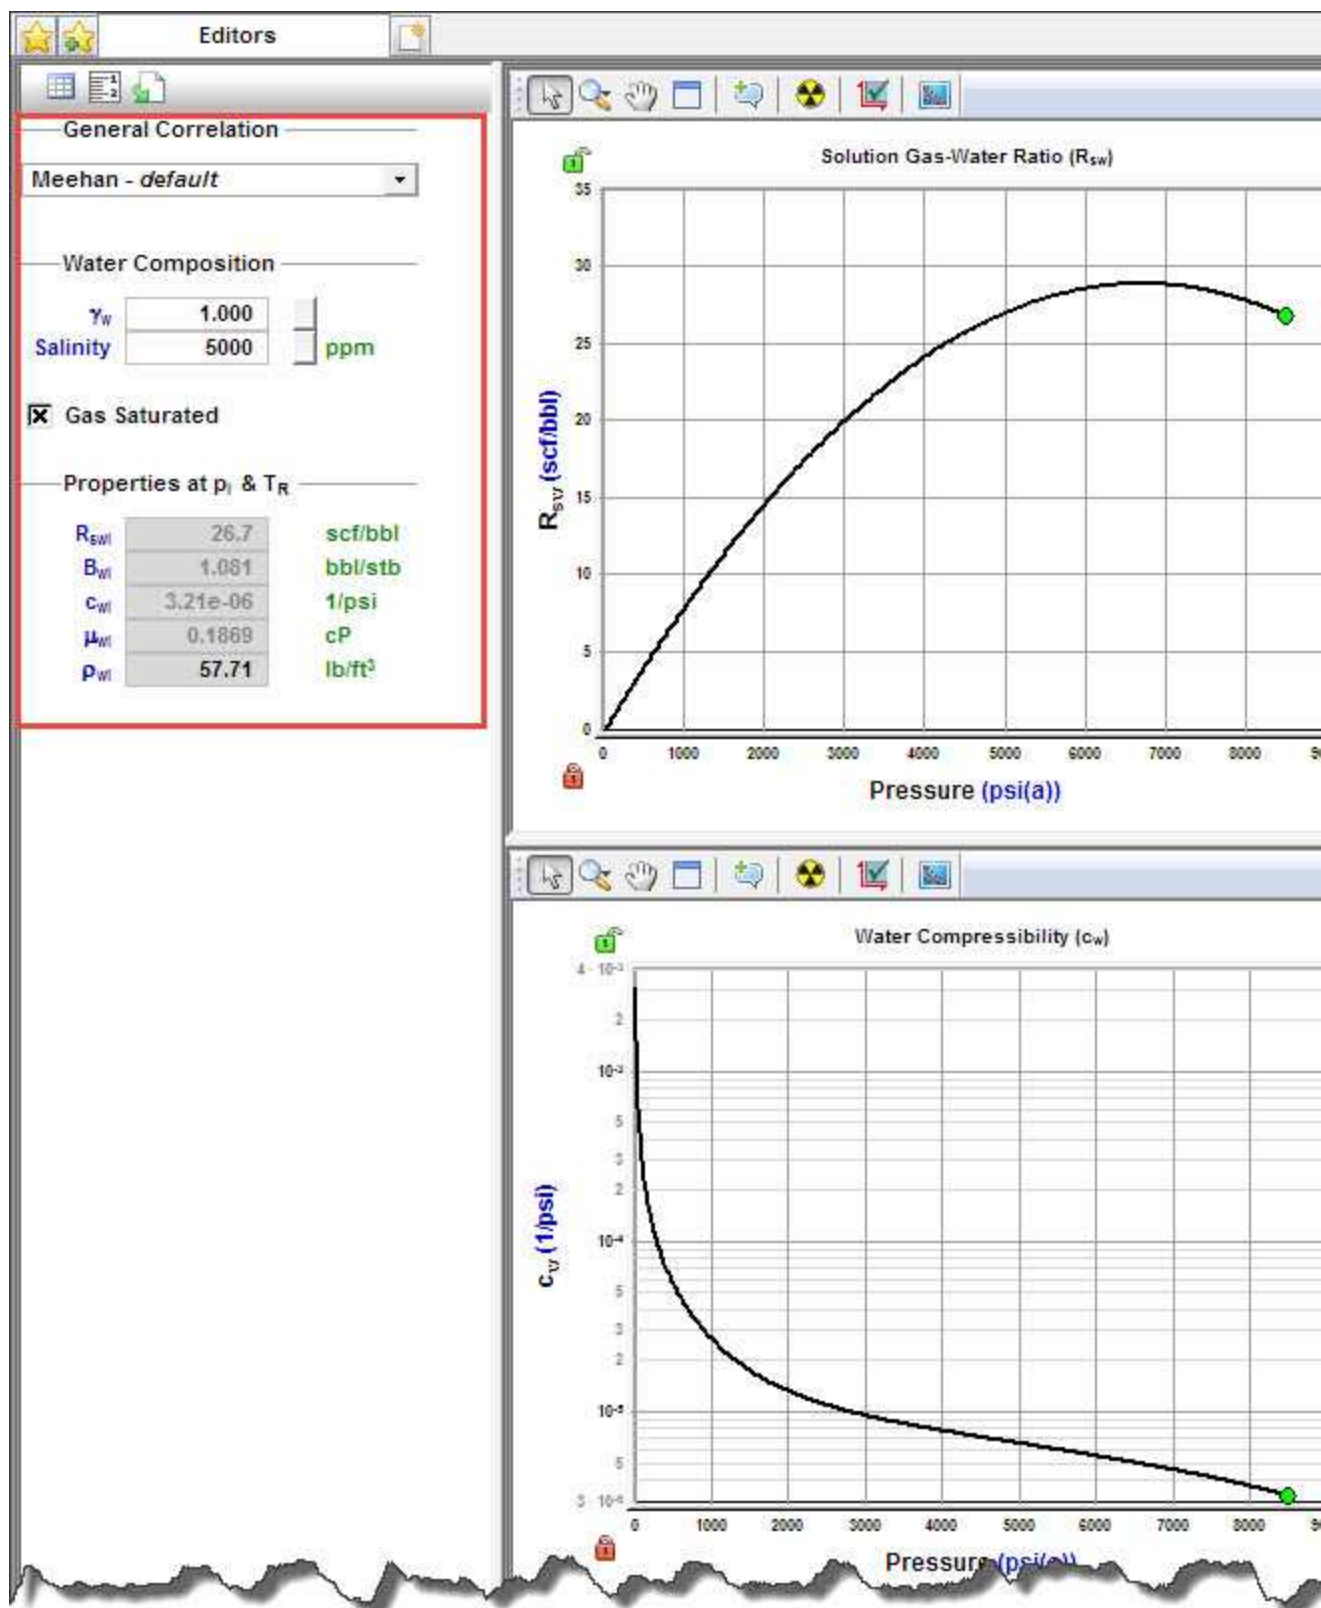 Editors
General Correlation
Meehan - default
Water Composition
γw 1.000
Salinity 5000 ppm
Gas Saturated
Properties at pi & TR
Rswi 26.7 scf/bbl
Bwi 1.081 bbl/stb
cwi 3.21e-06 1/psi
μwi 0.1869 cP
ρwi 57.71 lb/ft³
Solution Gas-Water Ratio (Rsw)
35
30
25
20
15
10
5
0
Rsw (scf/bbl)
0 1000 2000 3000 4000 5000 6000 7000 8000
Pressure (psi(a))
Water Compressibility (cw)
2
10⁻³
5
3
2
10⁻⁴
5
3
2
10⁻⁵
5
3 · 10⁻⁶
cw (1/psi)
0 1000 2000 3000 4000 5000 6000 7000 8000
Pressure (psi(a))